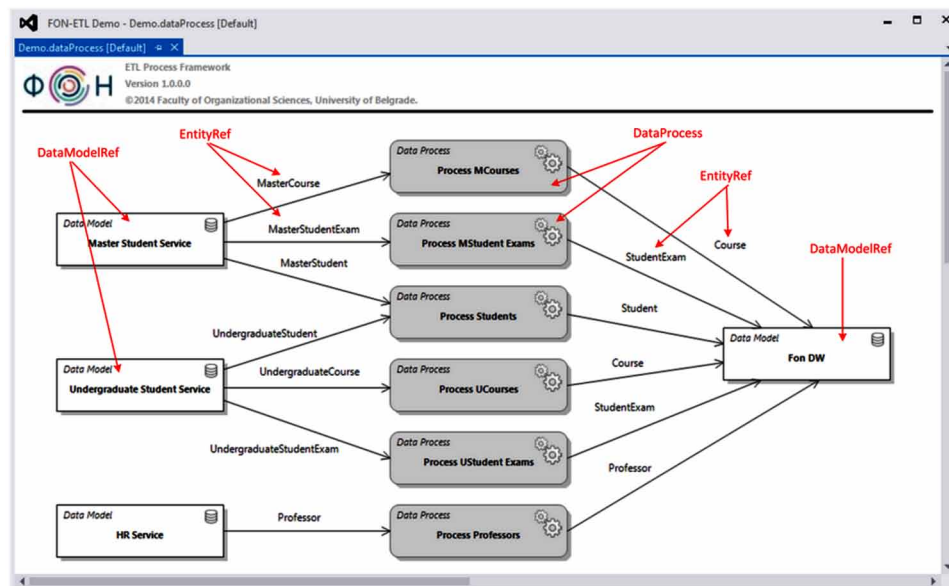 FON-ETL Demo - Demo.dataProcess [Default]
Demo.dataProcess [Default]
ФОН
ETL Process Framework
Version 1.0.0.0
©2014 Faculty of Organizational Sciences, University of Belgrade.
EntityRef
DataProcess
DataModelRef
Data Process
Process MCourses
MasterCourse
EntityRef
Data Model
Master Student Service
MasterStudentExam
Data Process
Process MStudent Exams
StudentExam
Course
DataModelRef
MasterStudent
Data Process
Process Students
Student
UndergraduateStudent
Data Model
Fon DW
Data Model
Undergraduate Student Service
UndergraduateCourse
Data Process
Process UCourses
Course
StudentExam
UndergraduateStudentExam
Data Process
Process UStudent Exams
Professor
Data Model
HR Service
Professor
Data Process
Process Professors